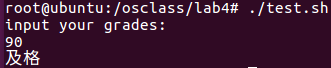 root@ubuntu:/osclass/lab4# ./test.sh
input your grades:
90
及格